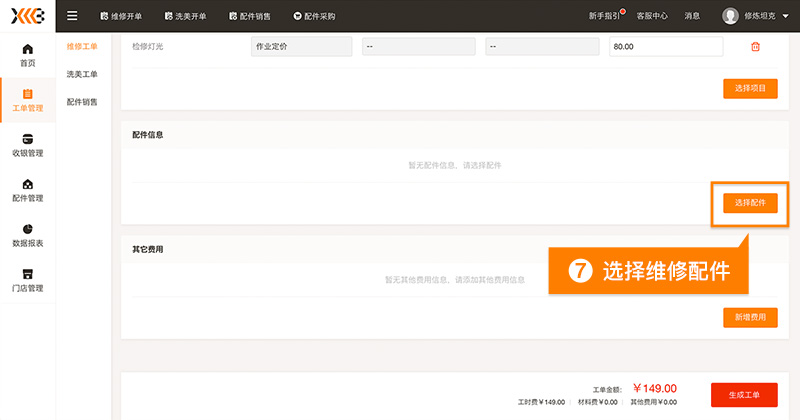 维修开单
洗美开单
配件销售
配件采购
新手指引
客服中心
消息
修炼坦克
首页
工单管理
收银管理
配件管理
数据报表
门店管理
维修工单
洗美工单
配件销售
检修灯光 作业定价 -- -- 80.00
选择项目
配件信息
暂无配件信息，请选择配件
选择配件
其它费用
7 选择维修配件
暂无其他费用信息，请添加其他费用信息
新增费用
工单金额: ￥149.00
工时费￥149.00 材料费￥0.00 其他费用￥0.00
生成工单